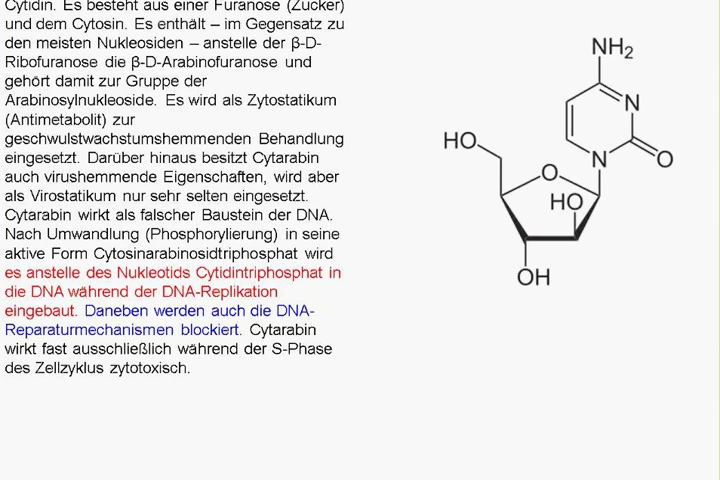 Cytidin. Es besteht aus einer Furanose (Zucker)
und dem Cytosin. Es enthält – im Gegensatz zu
den meisten Nukleosiden – anstelle der β-D-
Ribofuranose die β-D-Arabinofuranose und
gehört damit zur Gruppe der
Arabinosylnukleoside. Es wird als Zytostatikum
(Antimetabolit) zur
geschwulstwachstumshemmenden Behandlung
eingesetzt. Darüber hinaus besitzt Cytarabin
auch virushemmende Eigenschaften, wird aber
als Virostatikum nur sehr selten eingesetzt.
Cytarabin wirkt als falscher Baustein der DNA.
Nach Umwandlung (Phosphorylierung) in seine
aktive Form Cytosinarabinosidtriphosphat wird
es anstelle des Nukleotids Cytidintriphosphat in
die DNA während der DNA-Replikation
eingebaut. Daneben werden auch die DNA-
Reparaturmechanismen blockiert. Cytarabin
wirkt fast ausschließlich während der S-Phase
des Zellzyklus zytotoxisch.
NH₂
N
HO
N
O
O
HO
OH